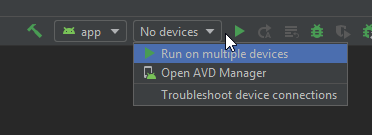 app
No devices
Run on multiple devices
Open AVD Manager
Troubleshoot device connections